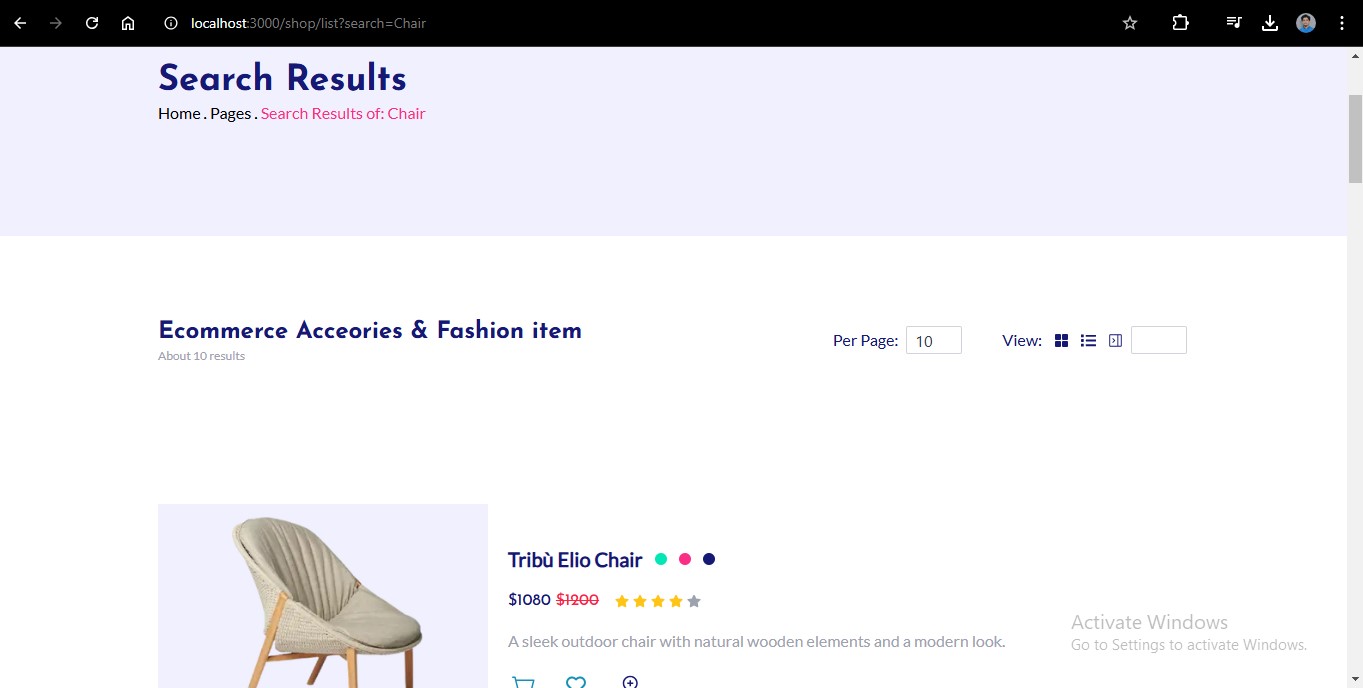 localhost:3000/shop/list?search=Chair
Search Results
Home . Pages . Search Results of: Chair
Ecommerce Acceories & Fashion item
About 10 results
Per Page: 10 View:
Tribù Elio Chair
$1080 $1200
A sleek outdoor chair with natural wooden elements and a modern look.
Activate Windows
Go to Settings to activate Windows.